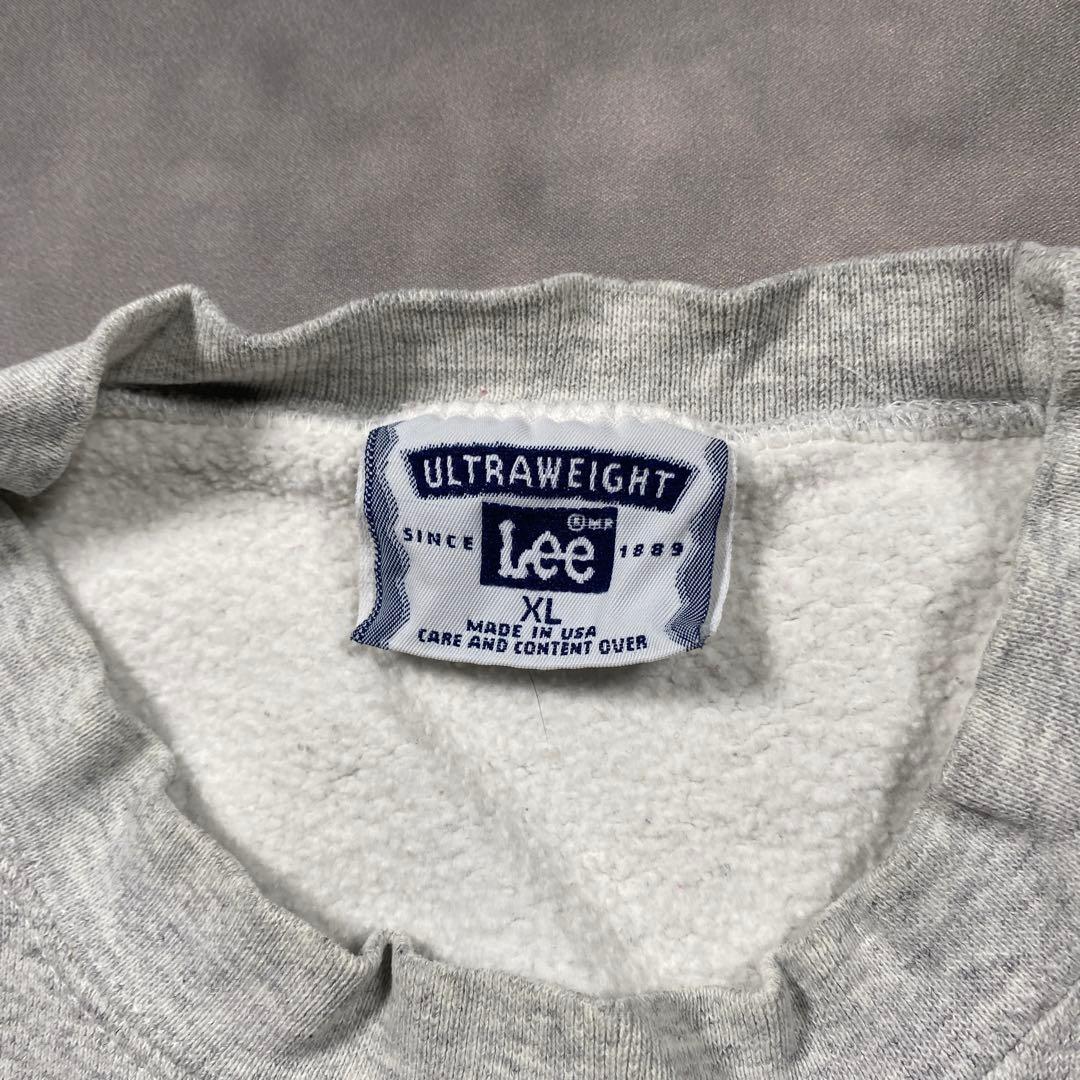 ULTRAWEIGHT
SINCE Lee ® MR 1889
XL
MADE IN USA
CARE AND CONTENT OVER